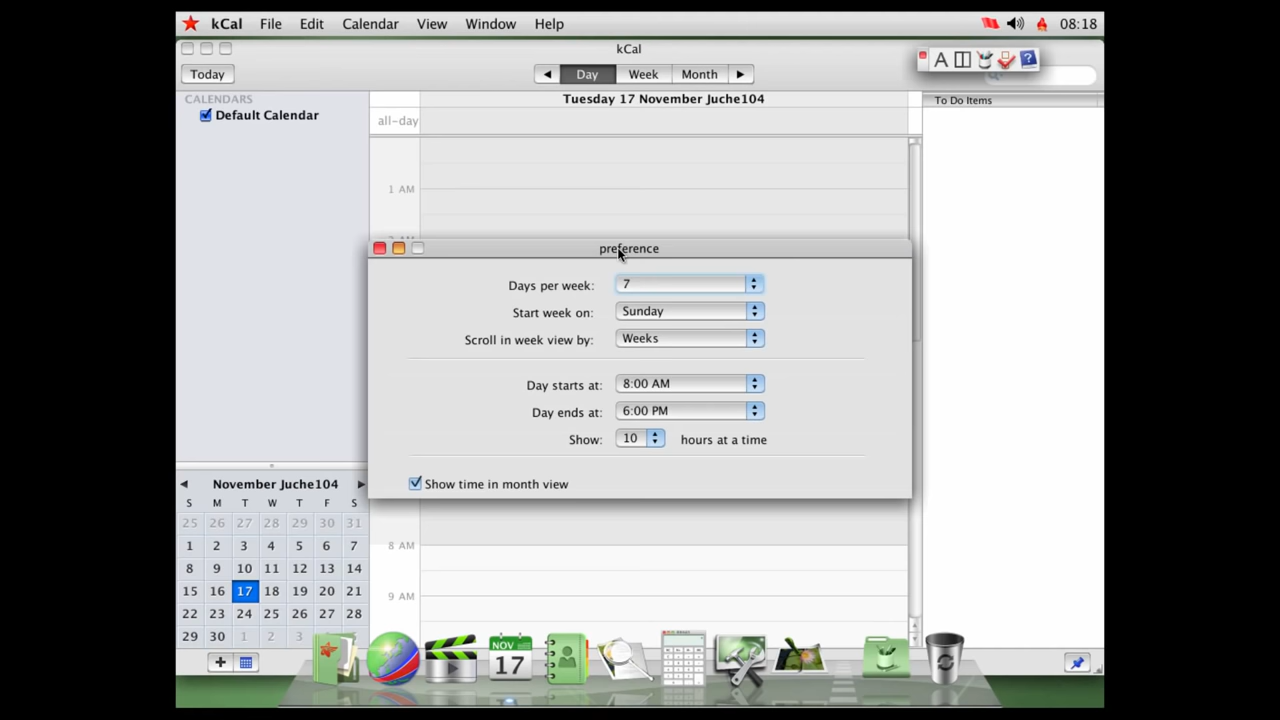 kCal File Edit Calendar View Window Help 08:18
kCal
A
Today Day Week Month
CALENDARS
Default Calendar
Tuesday 17 November Juche104
To Do Items
all-day
1 AM
preference
Days per week: 7
Start week on: Sunday
Scroll in week view by: Weeks
Day starts at: 8:00 AM
Day ends at: 6:00 PM
Show: 10 hours at a time
Show time in month view
8 AM
9 AM
November Juche104
S M T W T F S
25 26 27 28 29 30 31
1 2 3 4 5 6 7
8 9 10 11 12 13 14
15 16 17 18 19 20 21
22 23 24 25 26 27 28
29 30 1 2 3
NOV
17